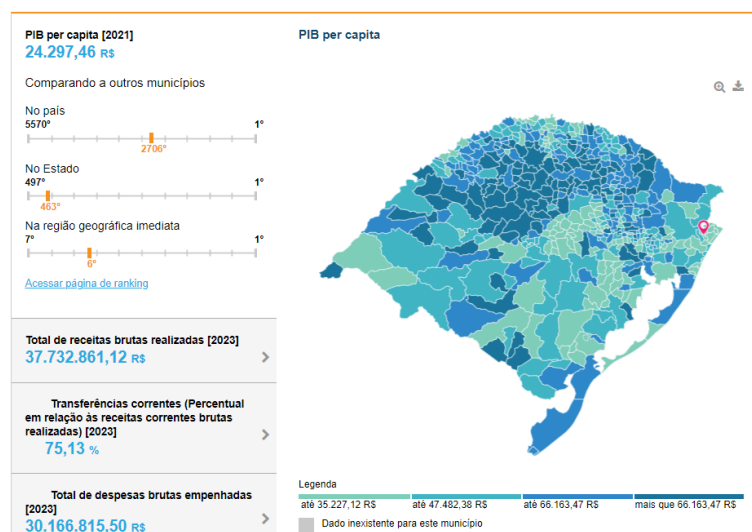 PIB per capita [2021]
24.297,46 R$
Comparando a outros municípios
No país
5570º 1º
2706º
No Estado
497º 1º
463º
Na região geográfica imediata
7º 1º
6º
Acessar página de ranking
Total de receitas brutas realizadas [2023]
37.732.861,12 R$
Transferências correntes (Percentual
em relação às receitas correntes brutas
realizadas) [2023]
75,13 %
Total de despesas brutas empenhadas
[2023]
30.166.815,50 R$
PIB per capita
Legenda
até 35.227,12 R$ até 47.482,38 R$ até 66.163,47 R$ mais que 66.163,47 R$
Dado inexistente para este município